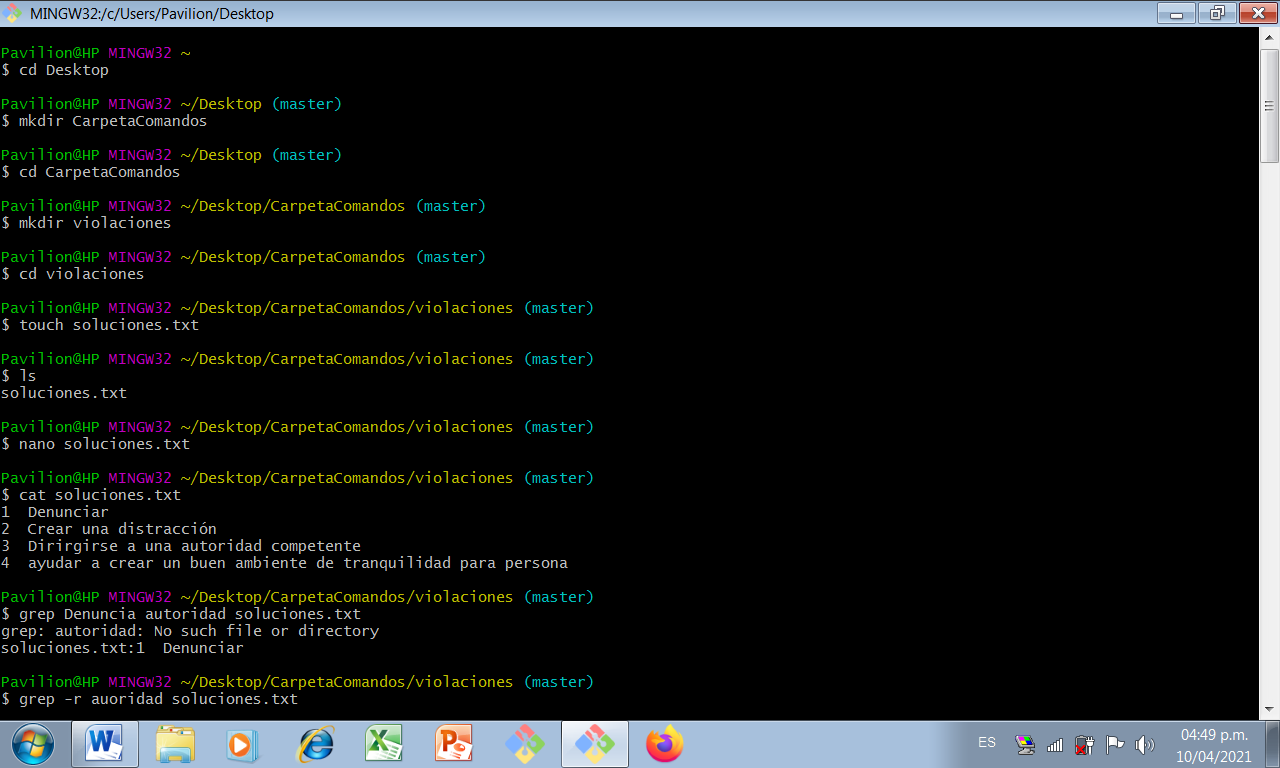 MINGW32:/c/Users/Pavilion/Desktop
Pavilion@HP MINGW32 ~
$ cd Desktop
Pavilion@HP MINGW32 ~/Desktop (master)
$ mkdir CarpetaComandos
Pavilion@HP MINGW32 ~/Desktop (master)
$ cd CarpetaComandos
Pavilion@HP MINGW32 ~/Desktop/CarpetaComandos (master)
$ mkdir violaciones
Pavilion@HP MINGW32 ~/Desktop/CarpetaComandos (master)
$ cd violaciones
Pavilion@HP MINGW32 ~/Desktop/CarpetaComandos/violaciones (master)
$ touch soluciones.txt
Pavilion@HP MINGW32 ~/Desktop/CarpetaComandos/violaciones (master)
$ ls
soluciones.txt
Pavilion@HP MINGW32 ~/Desktop/CarpetaComandos/violaciones (master)
$ nano soluciones.txt
Pavilion@HP MINGW32 ~/Desktop/CarpetaComandos/violaciones (master)
$ cat soluciones.txt
1  Denunciar
2  Crear una distracción
3  Dirirgirse a una autoridad competente
4  ayudar a crear un buen ambiente de tranquilidad para persona
Pavilion@HP MINGW32 ~/Desktop/CarpetaComandos/violaciones (master)
$ grep Denuncia autoridad soluciones.txt
grep: autoridad: No such file or directory
soluciones.txt:1  Denunciar
Pavilion@HP MINGW32 ~/Desktop/CarpetaComandos/violaciones (master)
$ grep -r auoridad soluciones.txt
ES
04:49 p.m.
10/04/2021